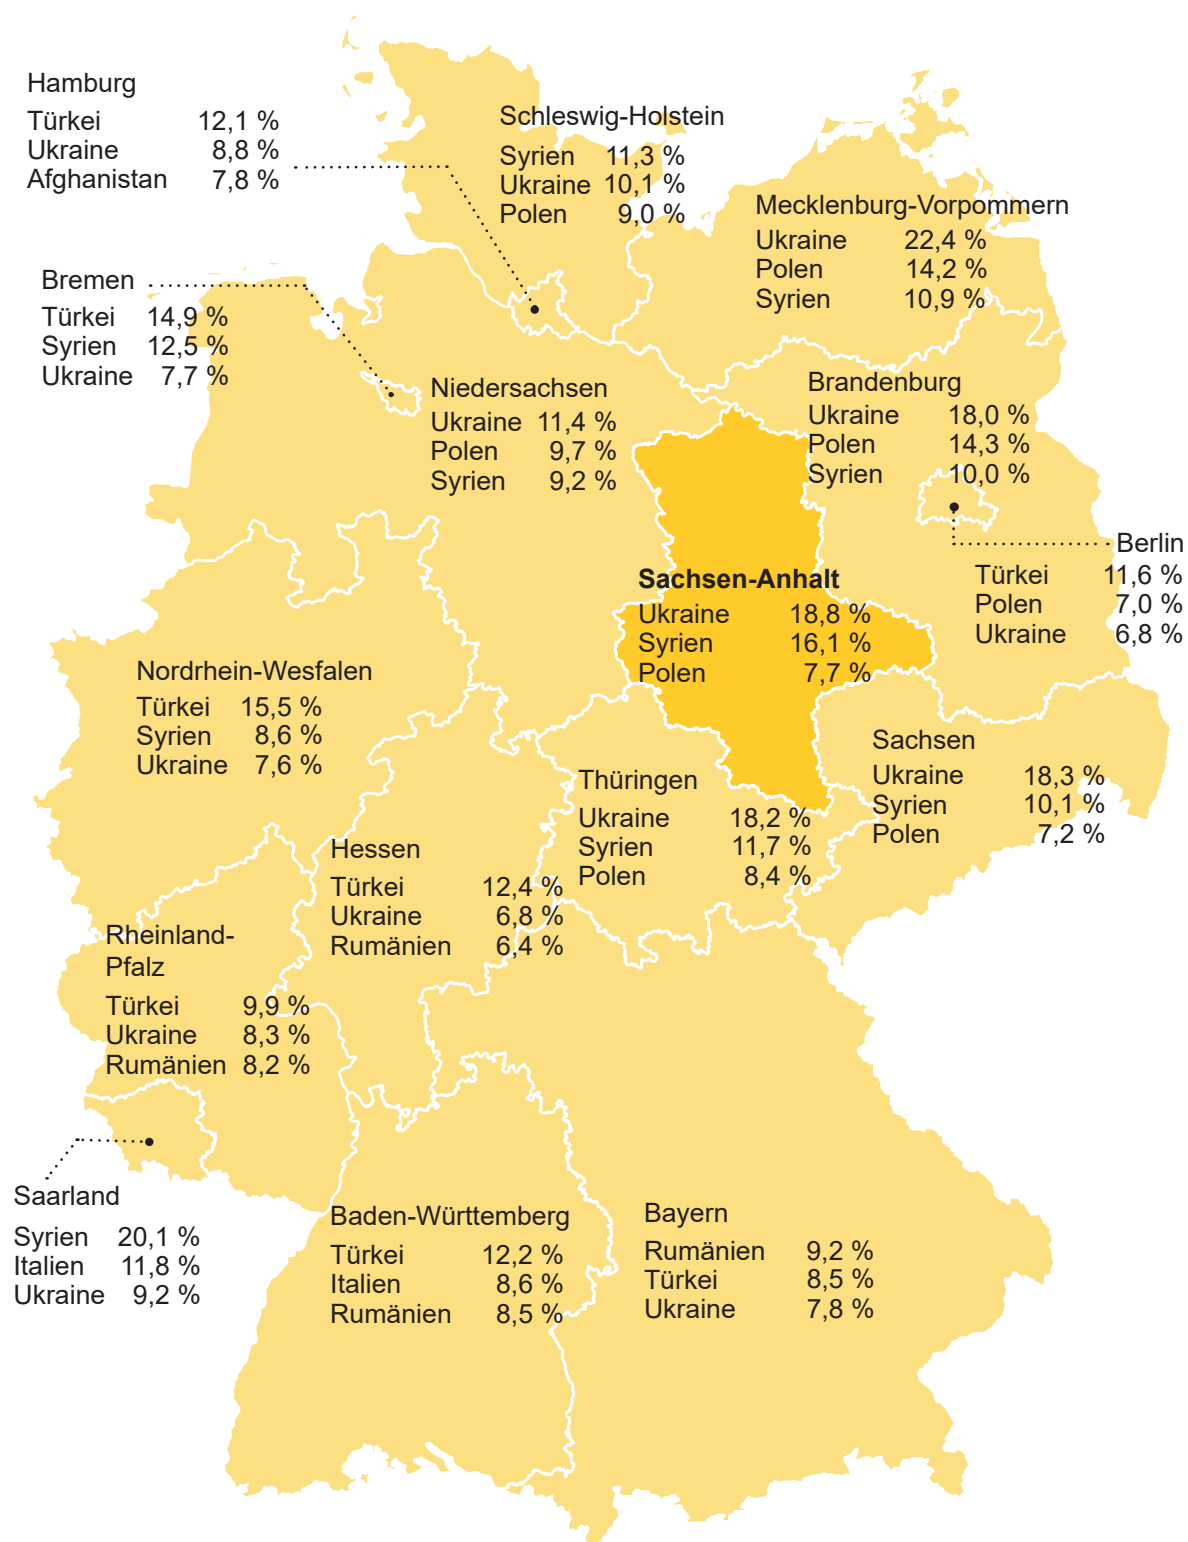 Hamburg
Türkei 12,1 %
Ukraine 8,8 %
Afghanistan 7,8 %
Schleswig-Holstein
Syrien 11,3 %
Ukraine 10,1 %
Polen 9,0 %
Mecklenburg-Vorpommern
Ukraine 22,4 %
Polen 14,2 %
Syrien 10,9 %
Bremen
Türkei 14,9 %
Syrien 12,5 %
Ukraine 7,7 %
Niedersachsen
Ukraine 11,4 %
Polen 9,7 %
Syrien 9,2 %
Brandenburg
Ukraine 18,0 %
Polen 14,3 %
Syrien 10,0 %
Berlin
Türkei 11,6 %
Polen 7,0 %
Ukraine 6,8 %
Sachsen-Anhalt
Ukraine 18,8 %
Syrien 16,1 %
Polen 7,7 %
Nordrhein-Wesfalen
Türkei 15,5 %
Syrien 8,6 %
Ukraine 7,6 %
Sachsen
Ukraine 18,3 %
Syrien 10,1 %
Polen 7,2 %
Thüringen
Ukraine 18,2 %
Syrien 11,7 %
Polen 8,4 %
Hessen
Türkei 12,4 %
Ukraine 6,8 %
Rumänien 6,4 %
Rheinland-
Pfalz
Türkei 9,9 %
Ukraine 8,3 %
Rumänien 8,2 %
Saarland
Syrien 20,1 %
Italien 11,8 %
Ukraine 9,2 %
Baden-Württemberg
Türkei 12,2 %
Italien 8,6 %
Rumänien 8,5 %
Bayern
Rumänien 9,2 %
Türkei 8,5 %
Ukraine 7,8 %